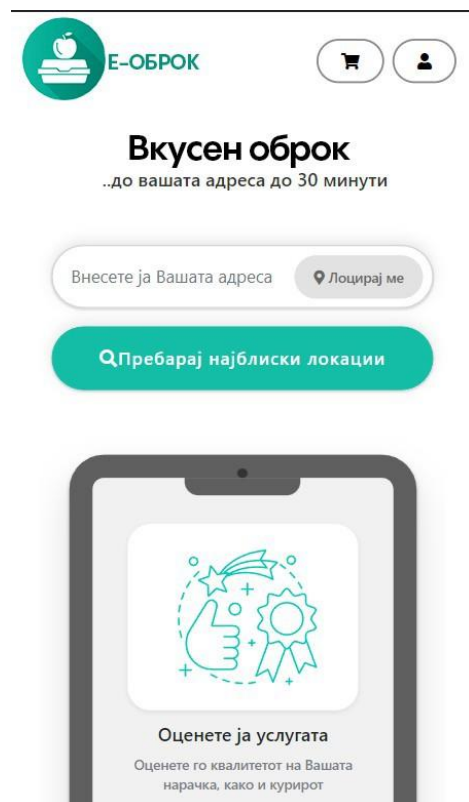 Е-ОБРОК
Вкусен оброк
..до вашата адреса до 30 минути
Внесете ја Вашата адреса
Лоцирај ме
Пребарај најблиски локации
Оценете ја услугата
Оценете го квалитетот на Вашата
нарачка, како и курирот